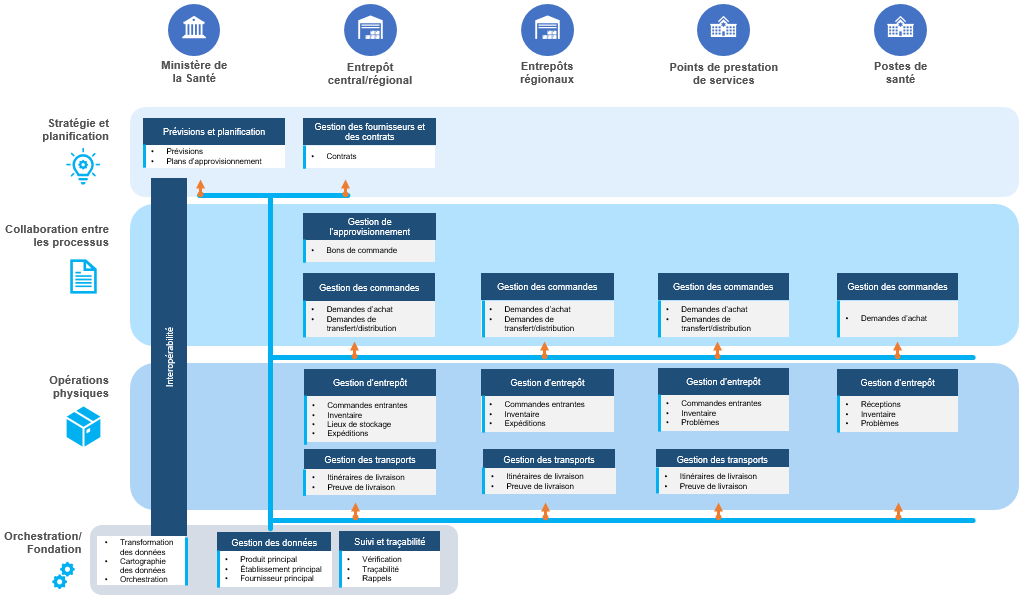 Ministère de
la Santé
Entrepôt
central/régional
Entrepôts
régionaux
Points de prestation
de services
Postes de
santé
Stratégie et
planification
Prévisions et planification
• Prévisions
• Plans d'approvisionnement
Gestion des fournisseurs et
des contrats
• Contrats
Collaboration entre
les processus
Gestion de
l'approvisionnement
• Bons de commande
Gestion des commandes
• Demandes d'achat
• Demandes de
transfert/distribution
Gestion des commandes
• Demandes d'achat
• Demandes de
transfert/distribution
Gestion des commandes
• Demandes d'achat
• Demandes de
transfert/distribution
Gestion des commandes
• Demandes d'achat
Interopérabilité
Opérations
physiques
Gestion d'entrepôt
• Commandes entrantes
• Inventaire
• Lieux de stockage
• Expéditions
Gestion d'entrepôt
• Commandes entrantes
• Inventaire
• Expéditions
Gestion d'entrepôt
• Commandes entrantes
• Inventaire
• Problèmes
Gestion d'entrepôt
• Réceptions
• Inventaire
• Problèmes
Gestion des transports
• Itinéraires de livraison
• Preuve de livraison
Gestion des transports
• Itinéraires de livraison
• Preuve de livraison
Gestion des transports
• Itinéraires de livraison
• Preuve de livraison
Orchestration/
Fondation
• Transformation
des données
• Cartographie
des données
• Orchestration
Gestion des données
• Produit principal
• Établissement principal
• Fournisseur principal
Suivi et traçabilité
• Vérification
• Traçabilité
• Rappels